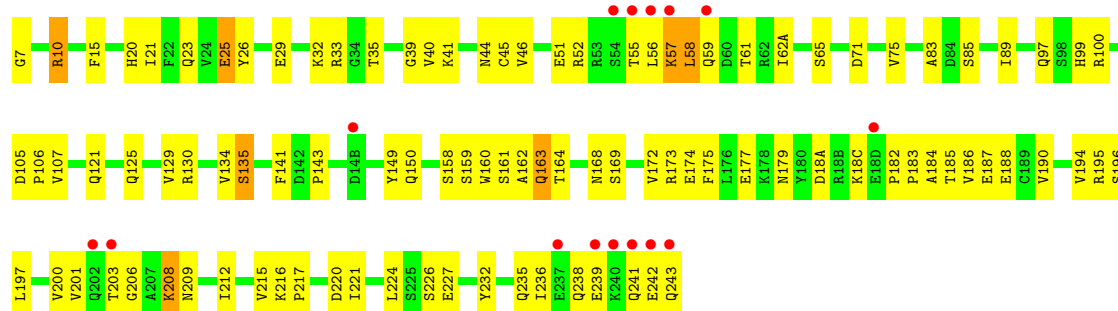 G7 R10 F15 H20 I21 F22 Q23 V24 E25 Y26 E29 K32 R33 G34 T35 G39 V40 K41 N44 C45 V46 E51 R52 R53 S54 T55 L56 K57 L58 Q59 D60 T61 R62 I62A S65 D71 V75 A83 D84 S85 I89 Q97 S98 H99 R100
D105 P106 V107 Q121 Q125 V129 R130 V134 S135 F141 D142 P143 D14B Y149 Q150 S158 S159 W160 S161 A162 Q163 T164 N168 S169 V172 R173 E174 F175 L176 E177 K178 N179 Y180 D18A R18B K18C E18D P182 P183 A184 T185 V186 E187 E188 C189 V190 V194 R195 S196
L197 V200 V201 Q202 T203 G206 A207 K208 N209 I212 V215 K216 P217 D220 I221 L224 S225 S226 E227 Y232 Q235 I236 E237 Q238 E239 K240 Q241 E242 Q243